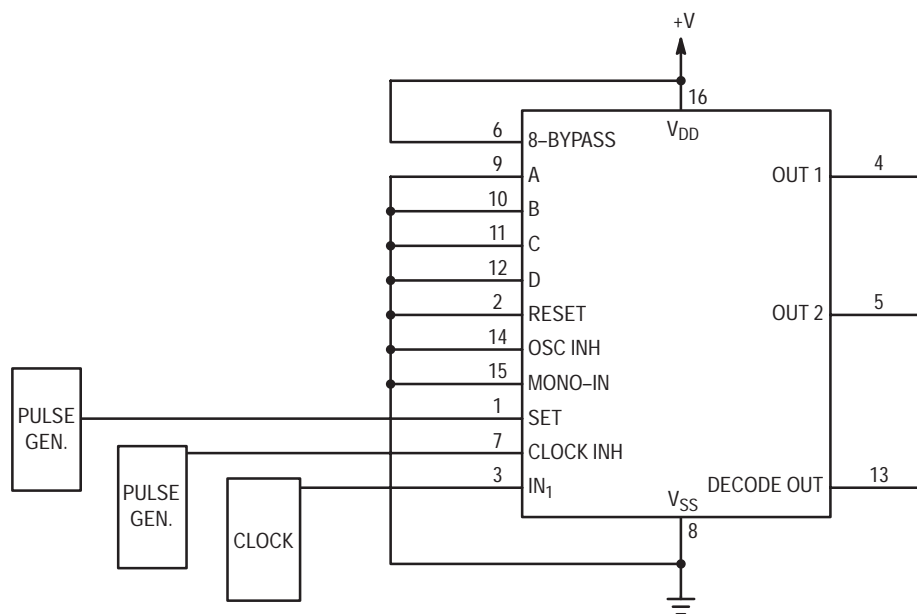 +V
16
VDD
6
8–BYPASS
9
A
OUT 1
4
10
B
11
C
12
D
2
RESET
OUT 2
5
14
OSC INH
15
MONO–IN
PULSE
GEN.
1
SET
7
CLOCK INH
PULSE
GEN.
3
IN1
DECODE OUT
13
VSS
8
CLOCK